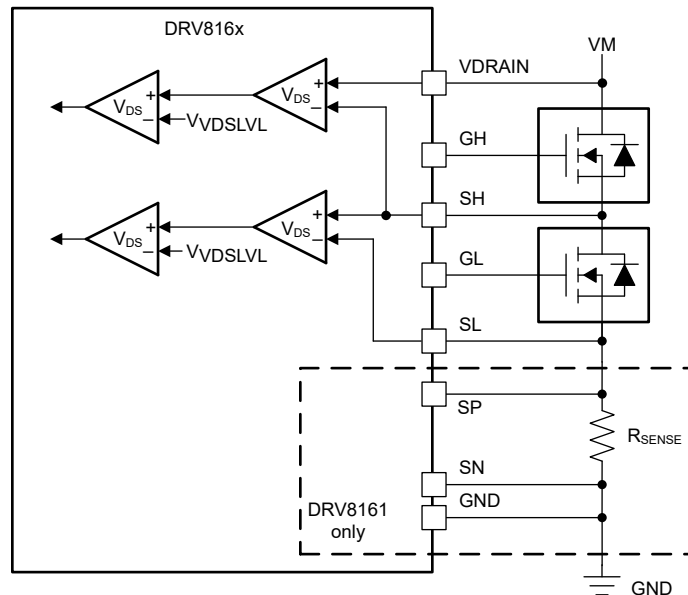 DRV816x
VM
VDRAIN
+
VDS
–
VVDSLVL
+
VDS
–
GH
SH
+
VDS
–
VVDSLVL
+
VDS
–
GL
SL
SP
RSENSE
SN
GND
DRV8161
only
GND